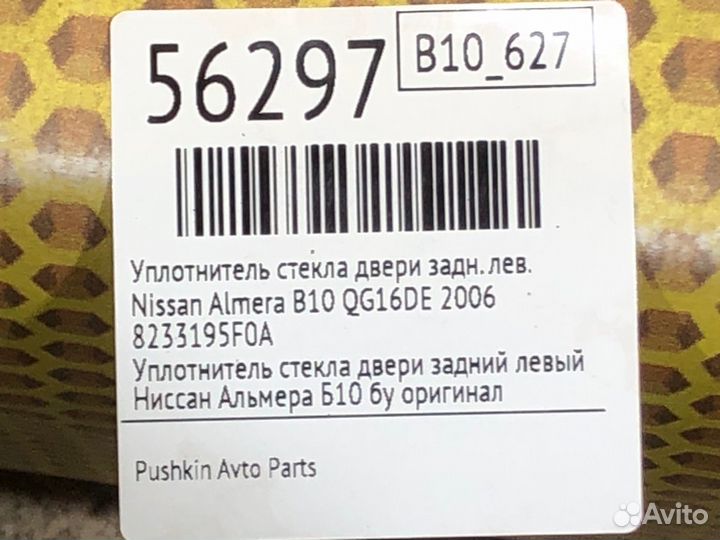 56297
B10_627
Уплотнитель стекла двери задн. лев.
Nissan Almera B10 QG16DE 2006
8233195F0A
Уплотнитель стекла двери задний левый
Ниссан Альмера Б10 бу оригинал
Pushkin Avto Parts
Avito